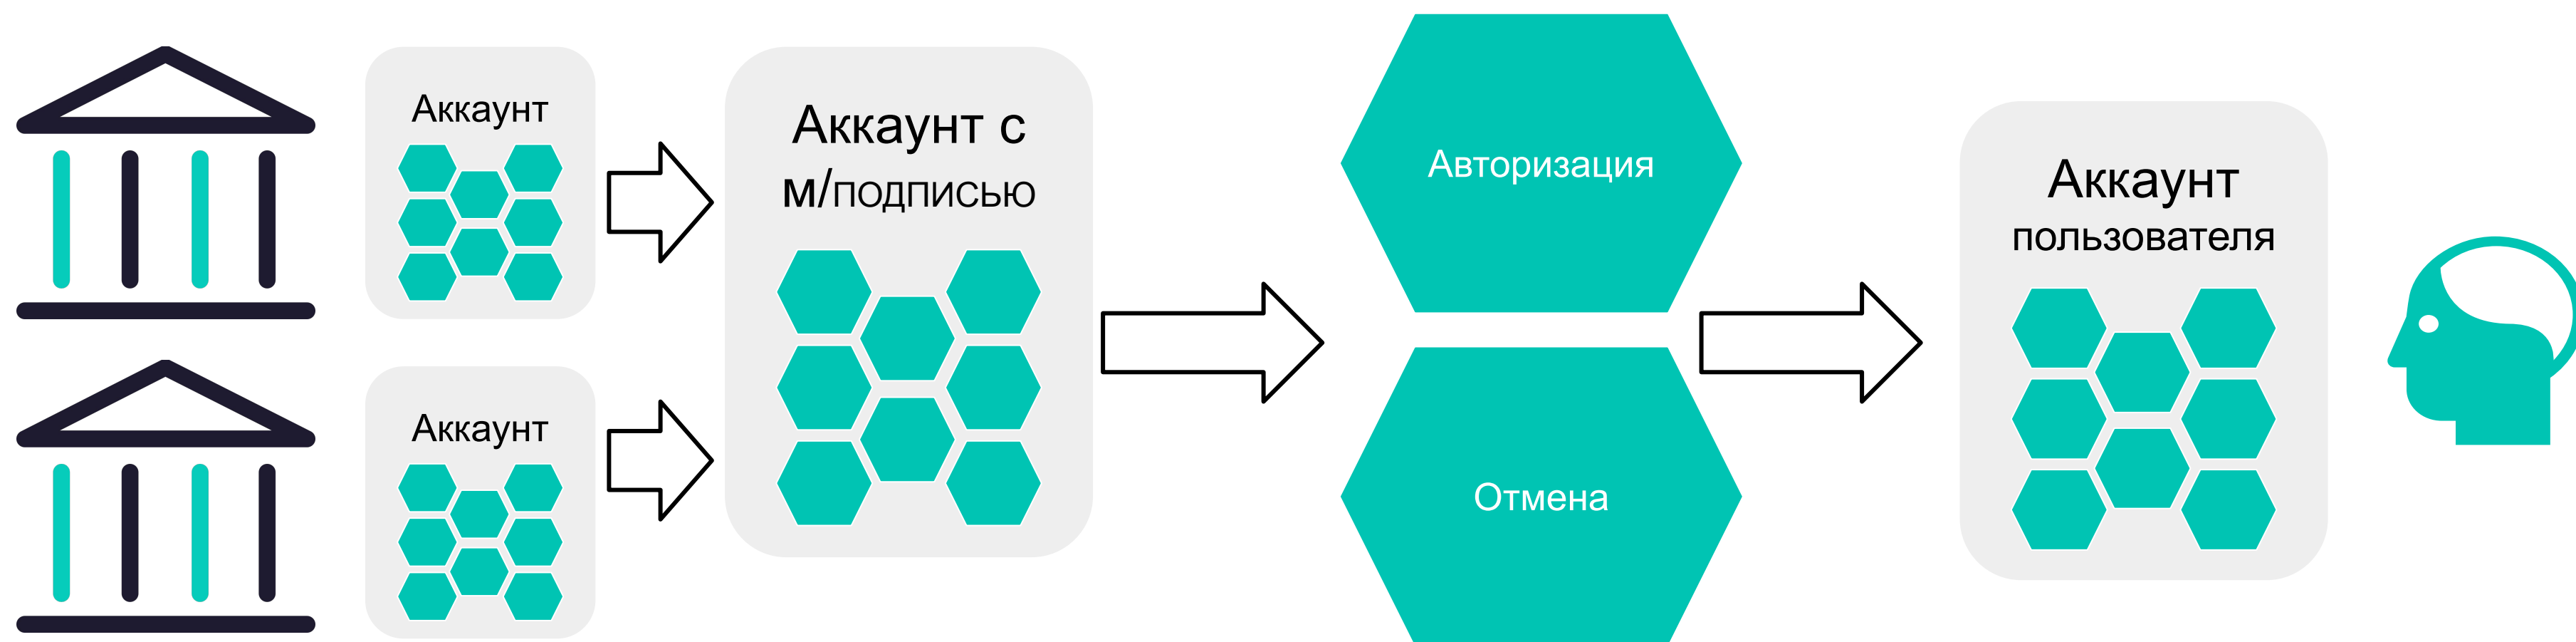 Аккаунт
Аккаунт
Аккаунт с
м/подписью
Авторизация
Отмена
Аккаунт
пользователя